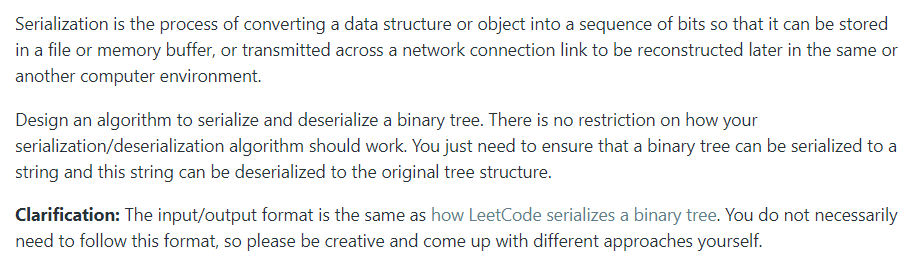 Serialization is the process of converting a data structure or object into a sequence of bits so that it can be stored
in a file or memory buffer, or transmitted across a network connection link to be reconstructed later in the same or
another computer environment.
Design an algorithm to serialize and deserialize a binary tree. There is no restriction on how your
serialization/deserialization algorithm should work. You just need to ensure that a binary tree can be serialized to a
string and this string can be deserialized to the original tree structure.
Clarification: The input/output format is the same as how LeetCode serializes a binary tree. You do not necessarily
need to follow this format, so please be creative and come up with different approaches yourself.